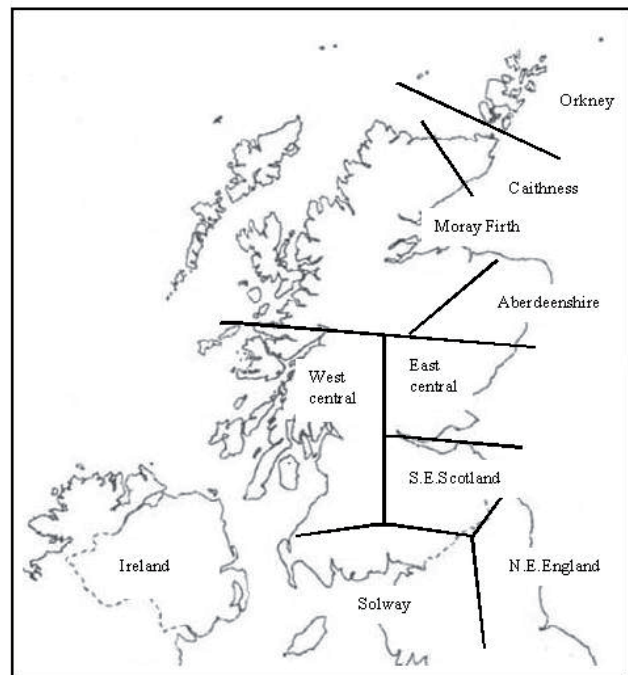 Orkney
Caithness
Moray Firth
Aberdeenshire
West
central
East
central
S.E.Scotland
Ireland
N.E.England
Solway